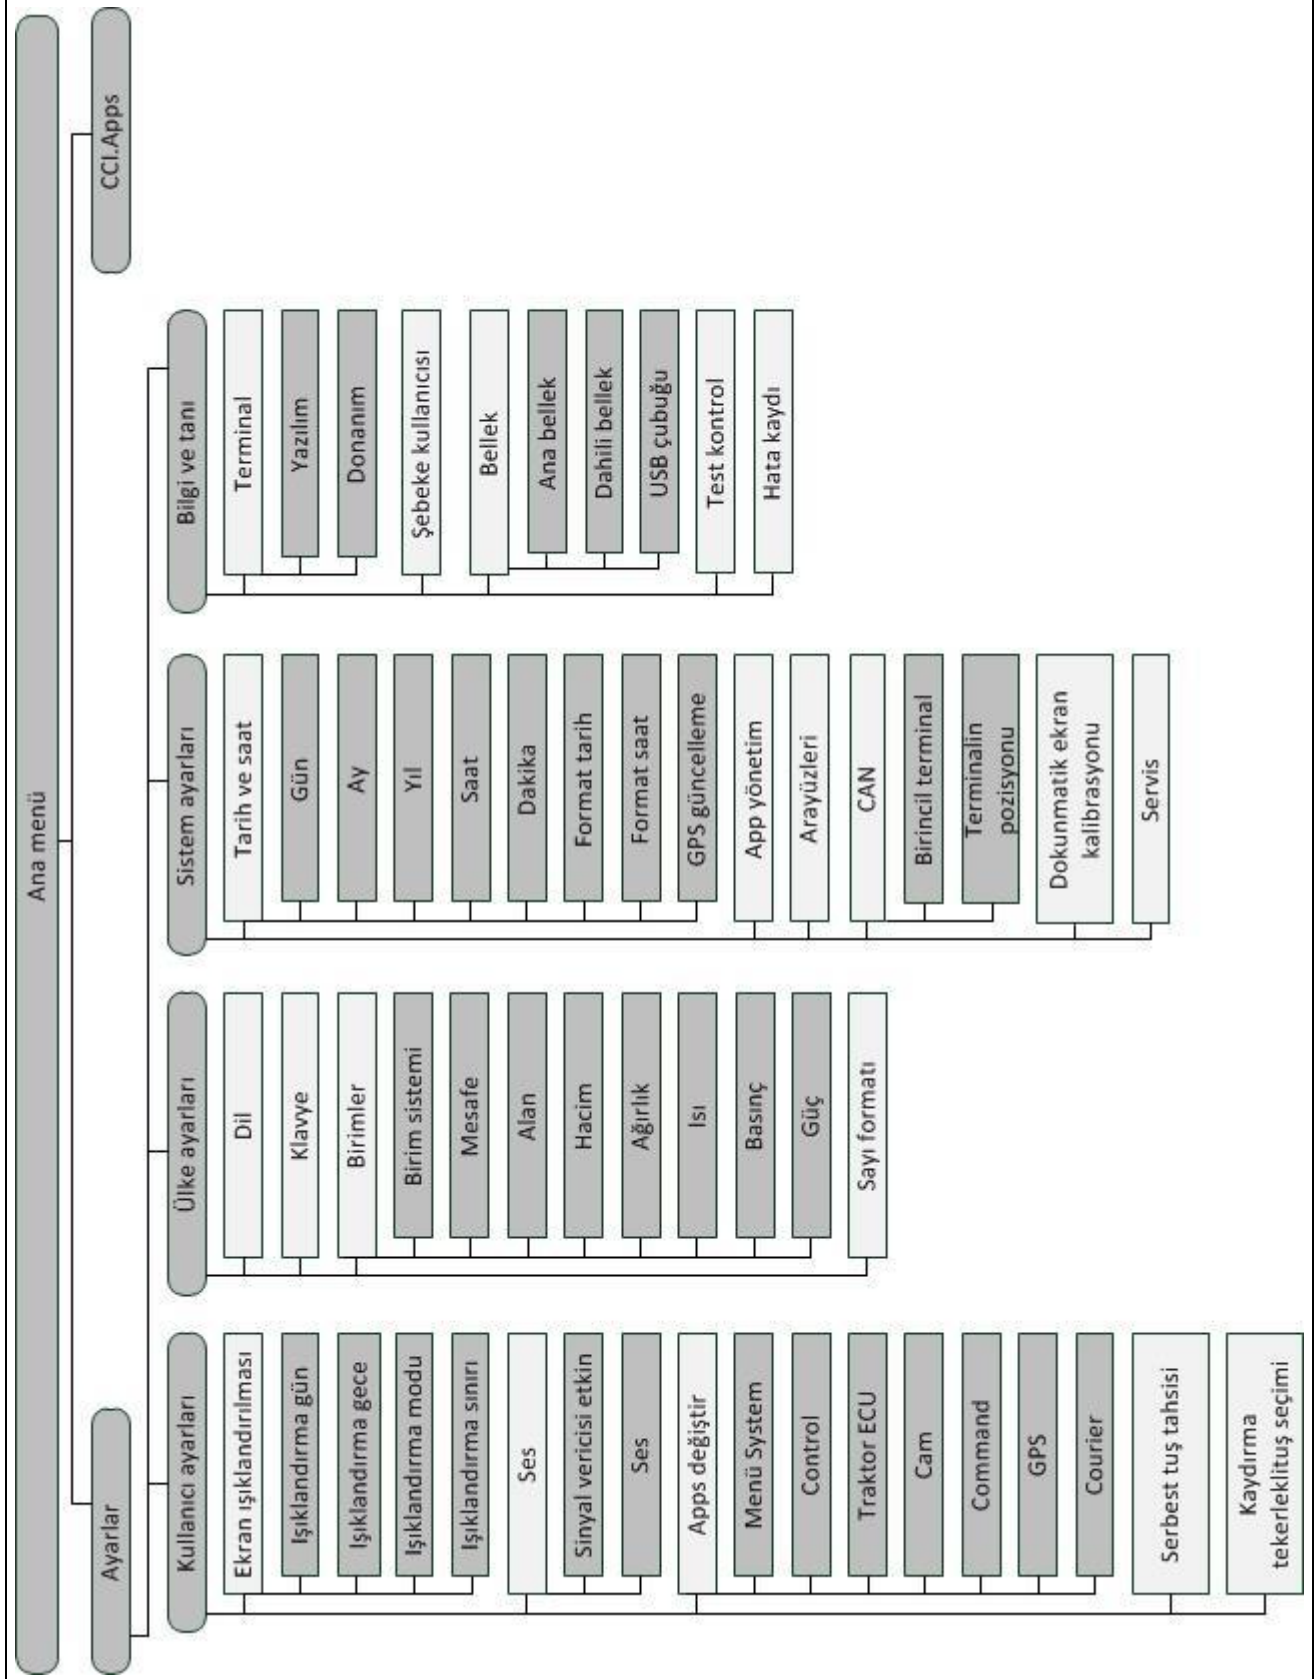 Ana menü
Ayarlar
CCI.Apps
Kullanıcı ayarları
Ekran ışıklandırılması
Işıklandırma gün
Işıklandırma gece
Işıklandırma modu
Işıklandırma sınırı
Ses
Sinyal vericisi etkin
Ses
Apps değiştir
Menü System
Control
Traktor ECU
Cam
Command
GPS
Courier
Serbest tuş tahsisi
Kaydırma
tekerleklituş seçimi
Ülke ayarları
Dil
Klavye
Birimler
Birim sistemi
Mesafe
Alan
Hacim
Ağırlık
Isı
Basınç
Güç
Sayı formatı
Sistem ayarları
Tarih ve saat
Gün
Ay
Yıl
Saat
Dakika
Format tarih
Format saat
GPS güncelleme
App yönetim
Arayüzleri
CAN
Birincil terminal
Terminalin
pozisyonu
Dokunmatik ekran
kalibrasyonu
Servis
Bilgi ve tanı
Terminal
Yazılım
Donanım
Şebeke kullanıcısı
Bellek
Ana bellek
Dahili bellek
USB çubuğu
Test kontrol
Hata kaydı